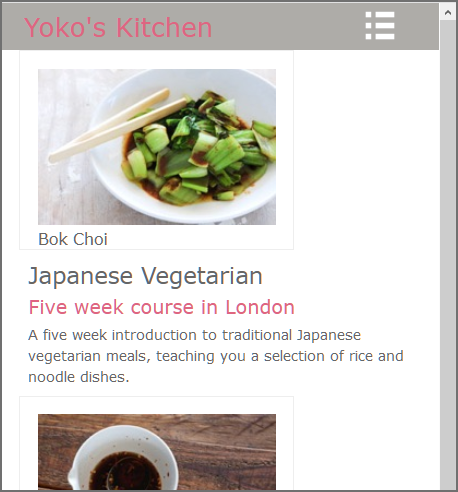 Yoko's Kitchen
Bok Choi
Japanese Vegetarian
Five week course in London
A five week introduction to traditional Japanese
vegetarian meals, teaching you a selection of rice and
noodle dishes.